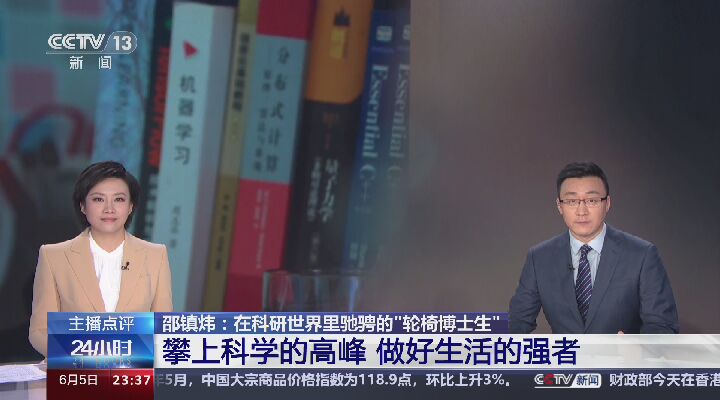 CCTV 13
新闻
机器学习
分布式计算
量子力学
Essential C++
Essential
主播点评
邵镇炜：在科研世界里驰骋的"轮椅博士生"
24小时
攀上科学的高峰 做好生活的强者
6月5日 23:37 年5月，中国大宗商品价格指数为118.9点，环比上升3%。 CCTV 新闻 财政部今天在香港